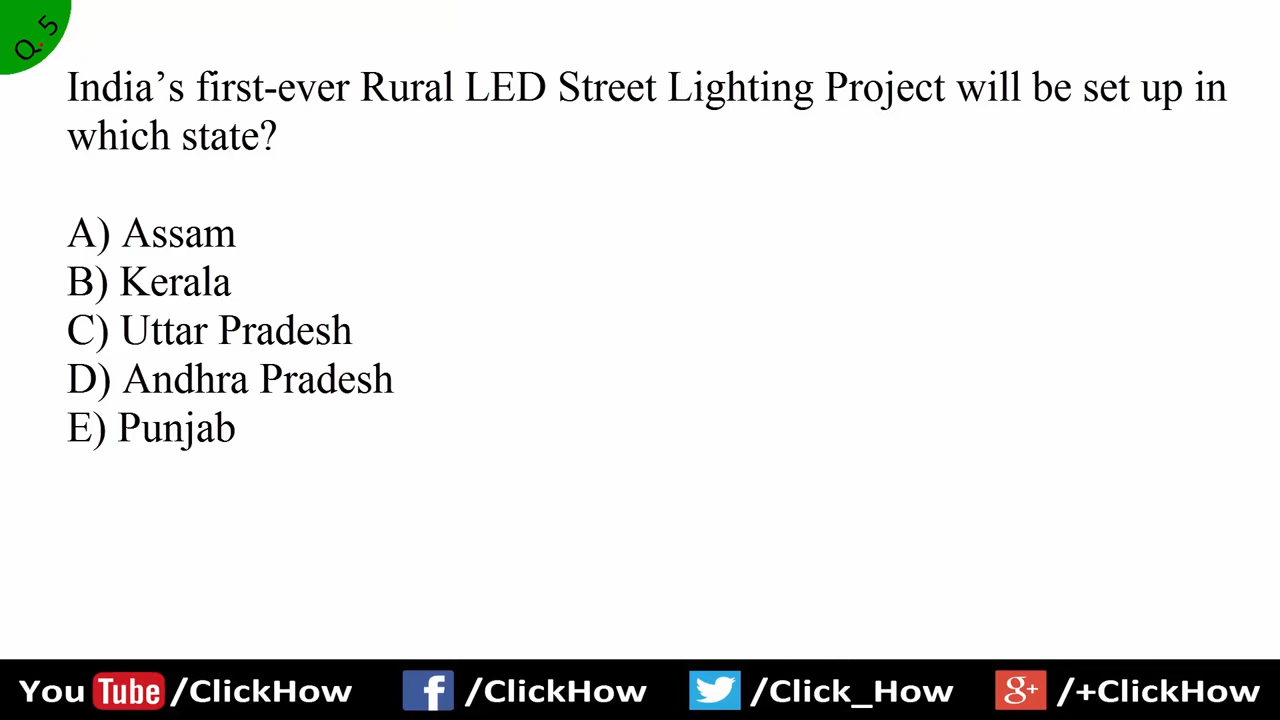 Q. 5
India’s first-ever Rural LED Street Lighting Project will be set up in
which state?
A) Assam
B) Kerala
C) Uttar Pradesh
D) Andhra Pradesh
E) Punjab
You Tube /ClickHow f /ClickHow /Click_How g+ /+ClickHow